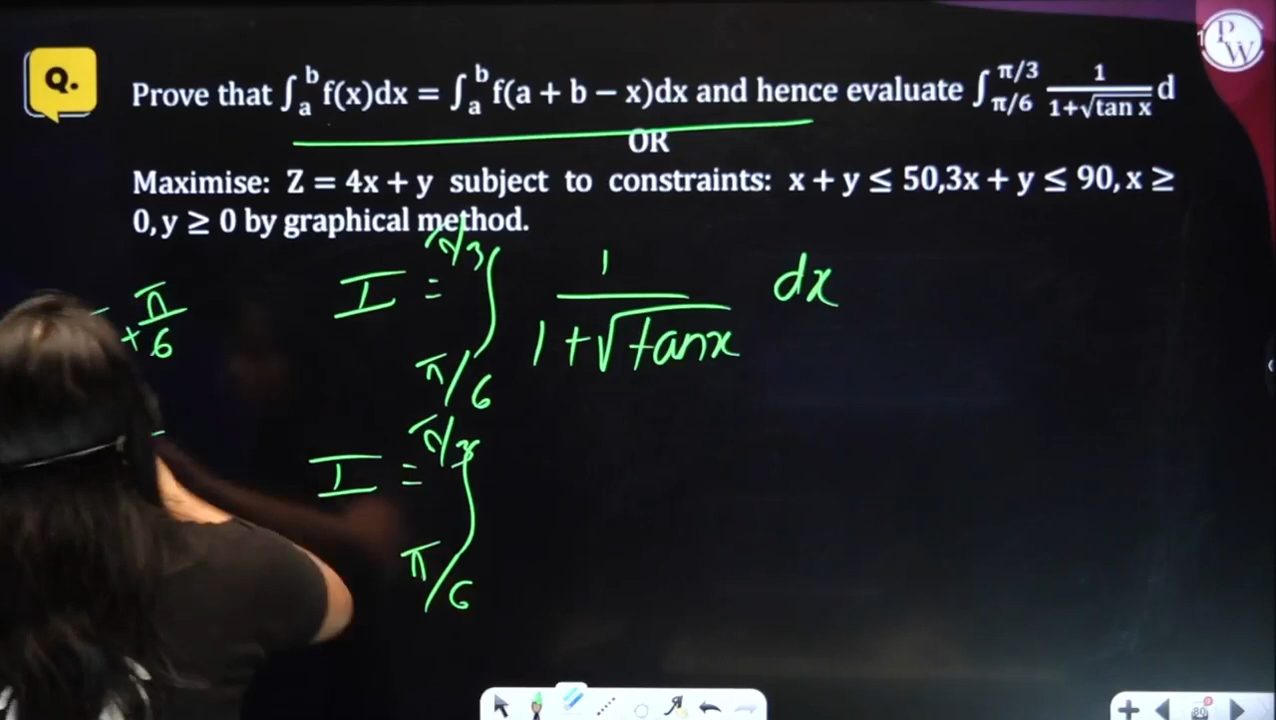 PW
Q.
Prove that ∫ₐᵇ f(x)dx = ∫ₐᵇ f(a + b − x)dx and hence evaluate ∫_{π/6}^{π/3} 1/(1+√tan x) d
OR
Maximise: Z = 4x + y subject to constraints: x + y ≤ 50,3x + y ≤ 90, x ≥
0, y ≥ 0 by graphical method.
+ π/6
I = ∫_{π/6}^{π/3} 1/(1+√tanx) dx
I = ∫_{π/6}^{π/3}